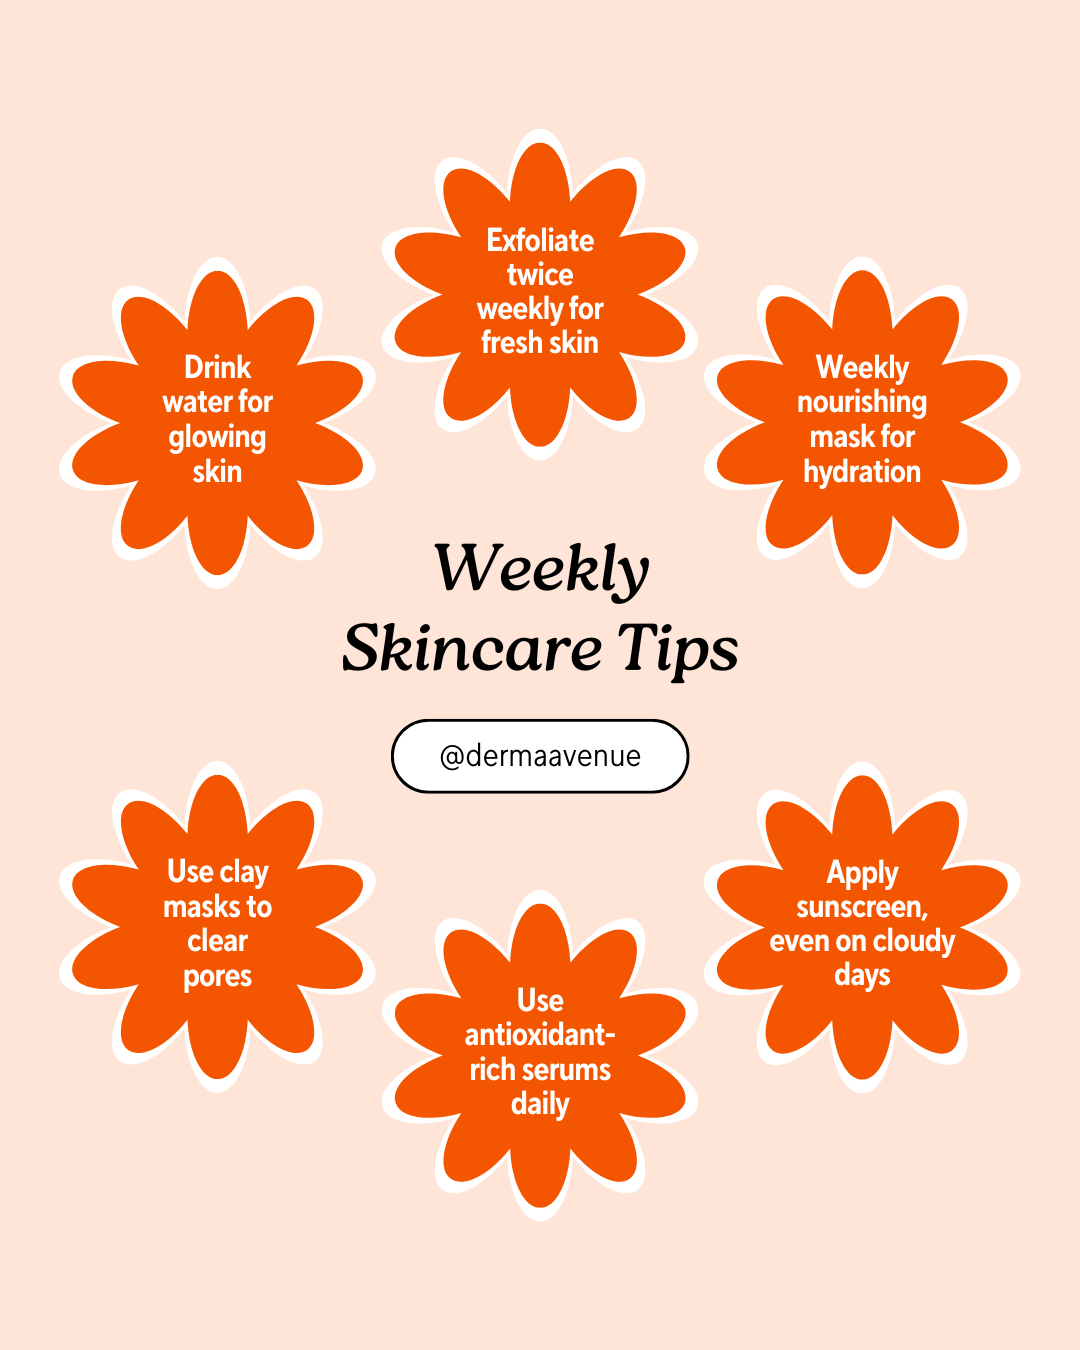 Exfoliate
twice
weekly for
fresh skin
Drink
water for
glowing
skin
Weekly
nourishing
mask for
hydration
Weekly
Skincare Tips
@dermaavenue
Use clay
masks to
clear
pores
Apply
sunscreen,
even on cloudy
days
Use
antioxidant-
rich serums
daily